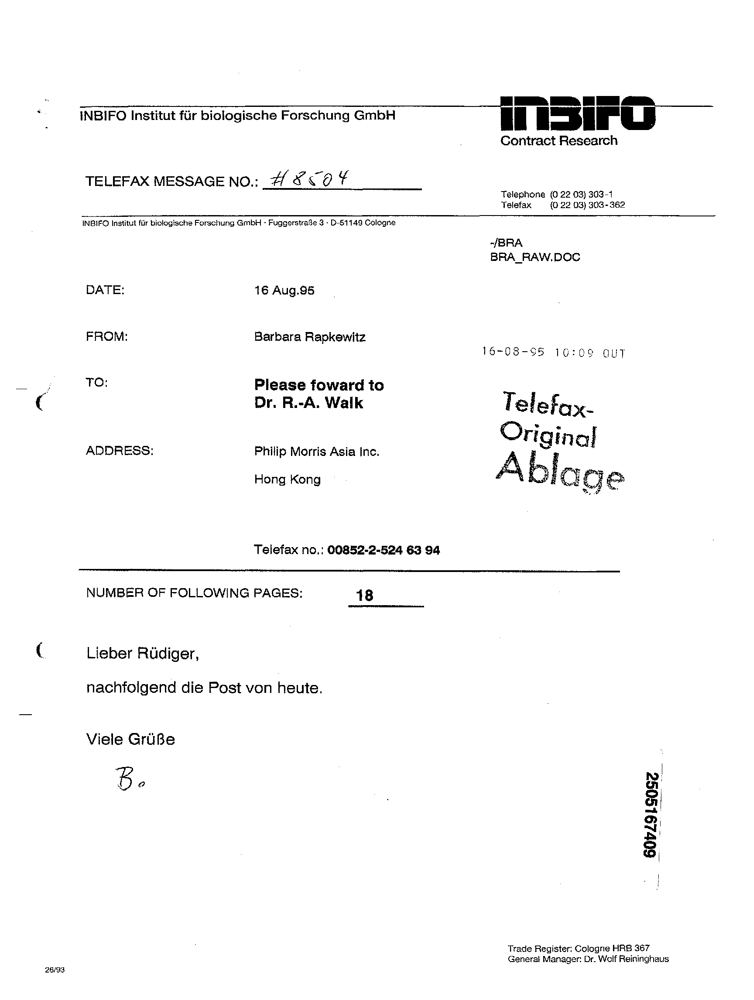 INBIFO Institut für biologische Forschung GmbH
INBIFO
Contract Research
TELEFAX MESSAGE NO.: #8504
Telephone (0 22 03) 303-1
Telefax (0 22 03) 303-362
INBIFO Institut für biologische Forschung GmbH · Fuggerstraße 3 · D-51149 Cologne
-/BRA
BRA_RAW.DOC
DATE: 16 Aug.95
FROM: Barbara Rapkewitz
16-08-95 10:09 OUT
TO: Please foward to
Dr. R.-A. Walk
Telefax-
Original
Ablage
ADDRESS: Philip Morris Asia Inc.
Hong Kong
Telefax no.: 00852-2-524 63 94
NUMBER OF FOLLOWING PAGES: 18
Lieber Rüdiger,
nachfolgend die Post von heute.
Viele Grüße
B.
2505167409
Trade Register: Cologne HRB 367
General Manager: Dr. Wolf Reininghaus
26/93